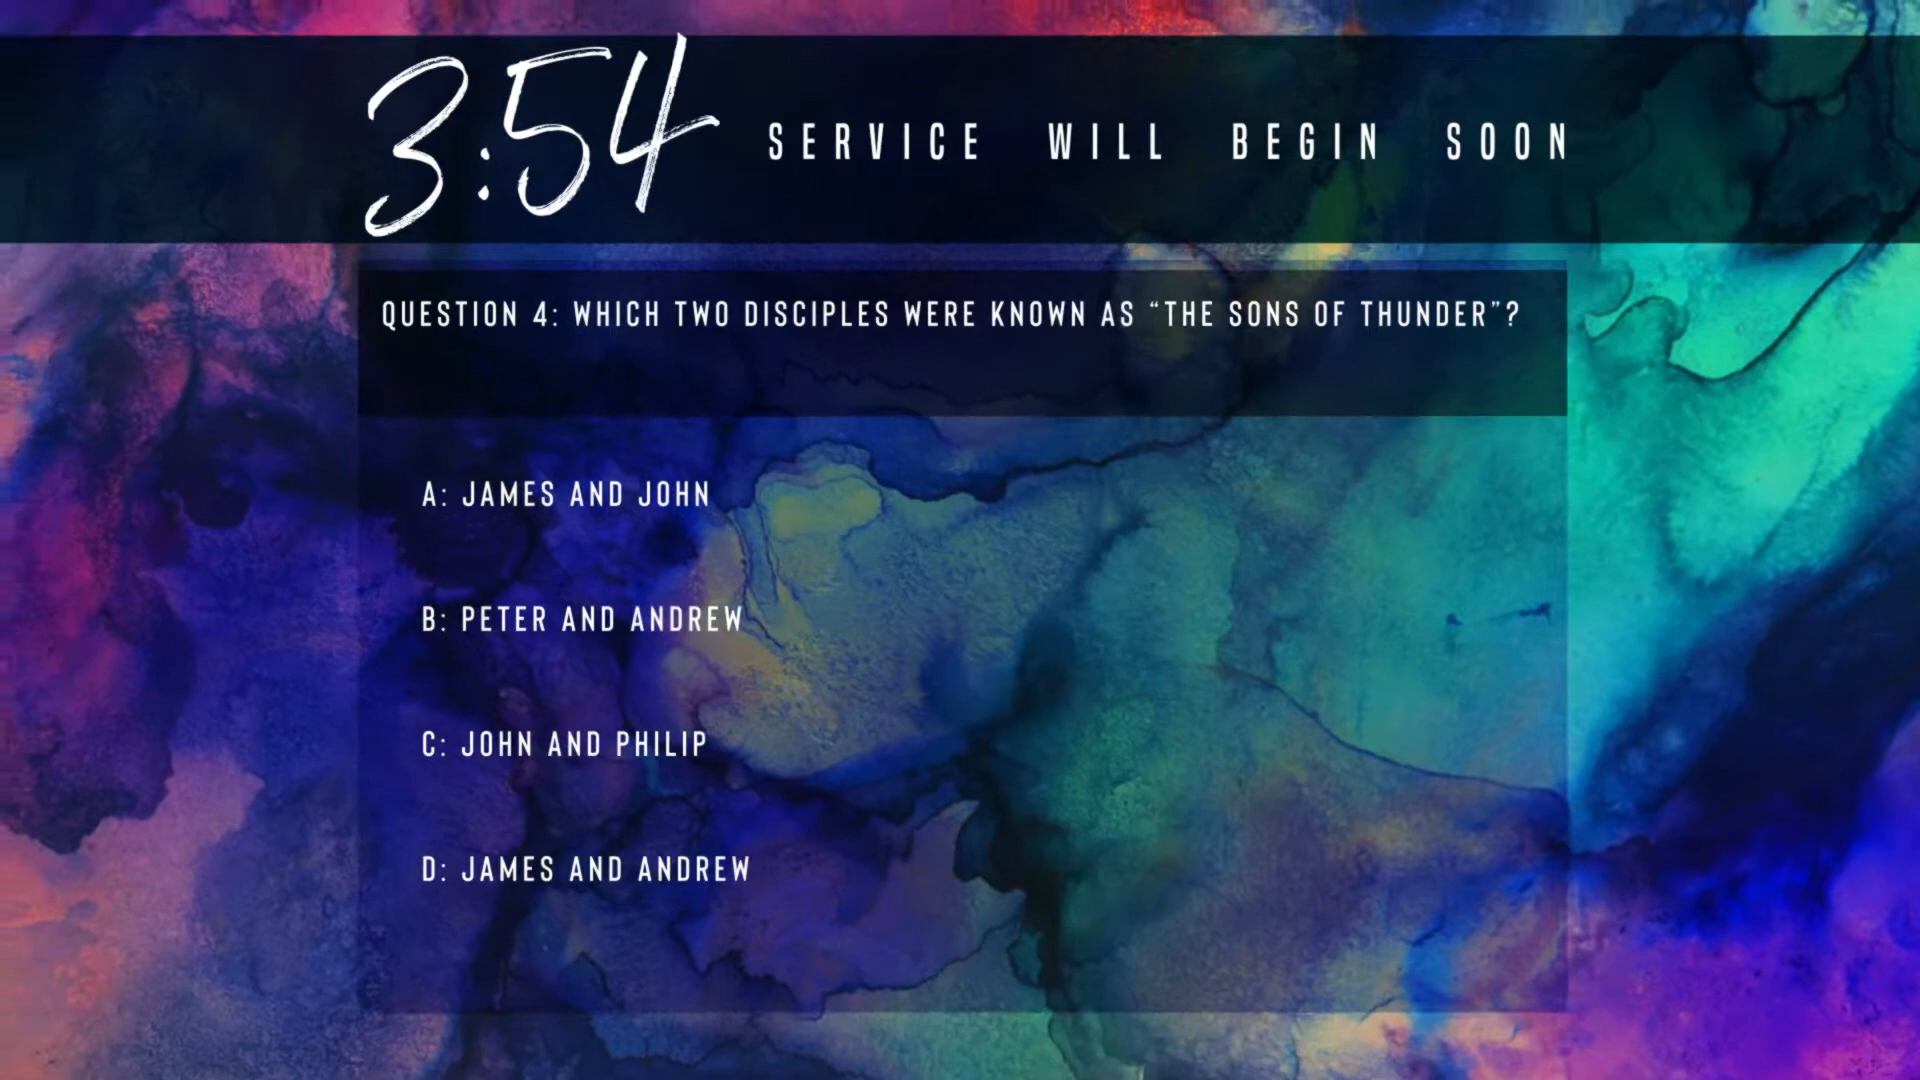 3:54 SERVICE WILL BEGIN SOON
QUESTION 4: WHICH TWO DISCIPLES WERE KNOWN AS “THE SONS OF THUNDER”?
A: JAMES AND JOHN
B: PETER AND ANDREW
C: JOHN AND PHILIP
D: JAMES AND ANDREW